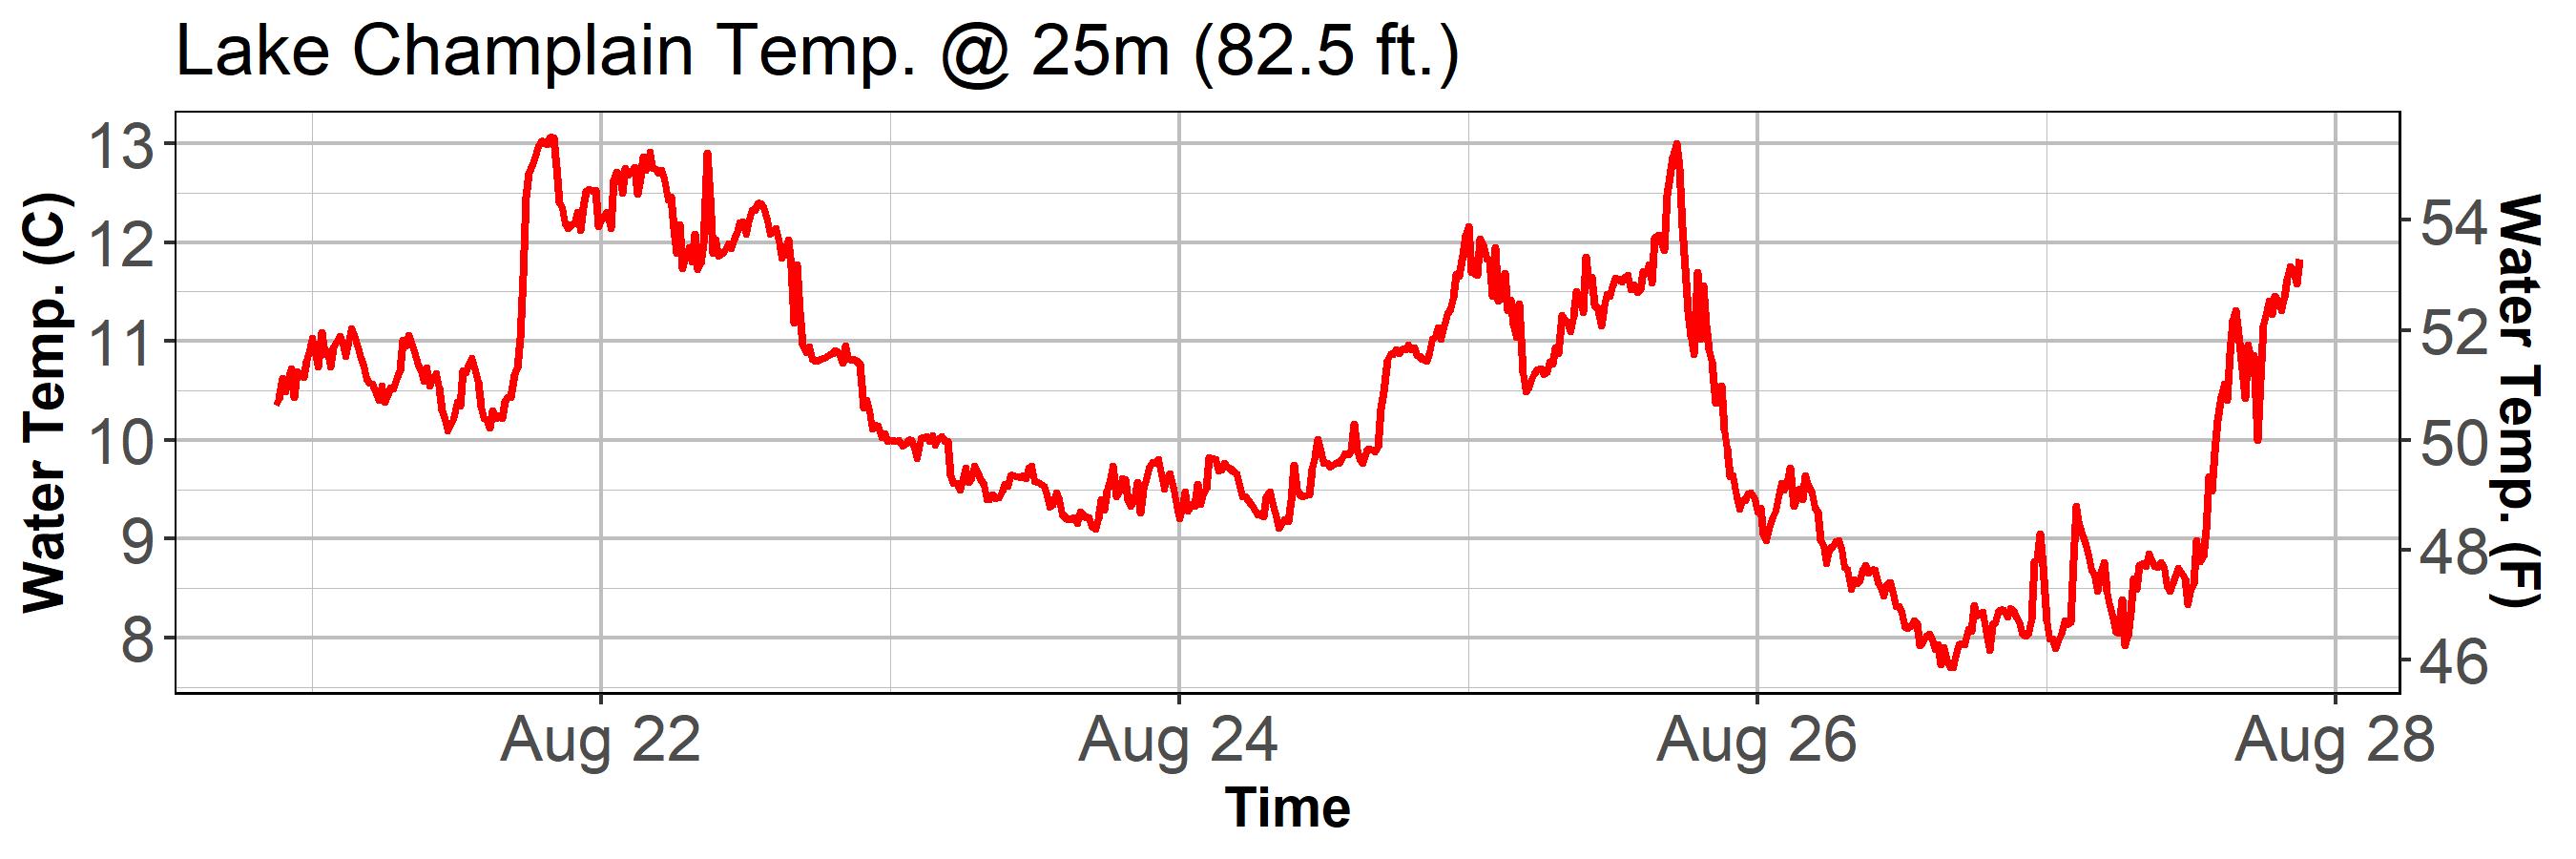 Lake Champlain Temp. @ 25m (82.5 ft.)
Water Temp. (C)
13
12
11
10
9
8
54
52
50
48
46
Water Temp. (F)
Aug 22
Aug 24
Aug 26
Aug 28
Time